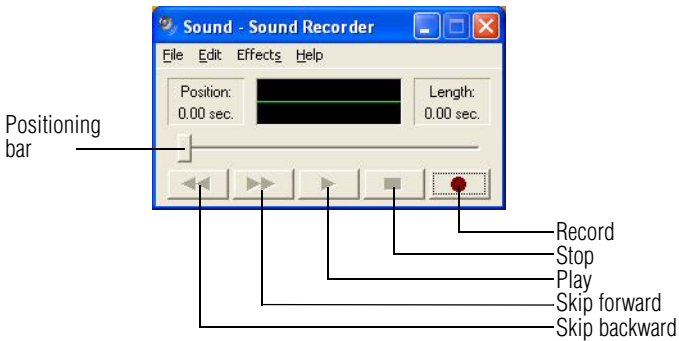 Sound - Sound Recorder
File Edit Effects Help
Position:
0.00 sec.
Length:
0.00 sec.
Positioning
bar
Record
Stop
Play
Skip forward
Skip backward